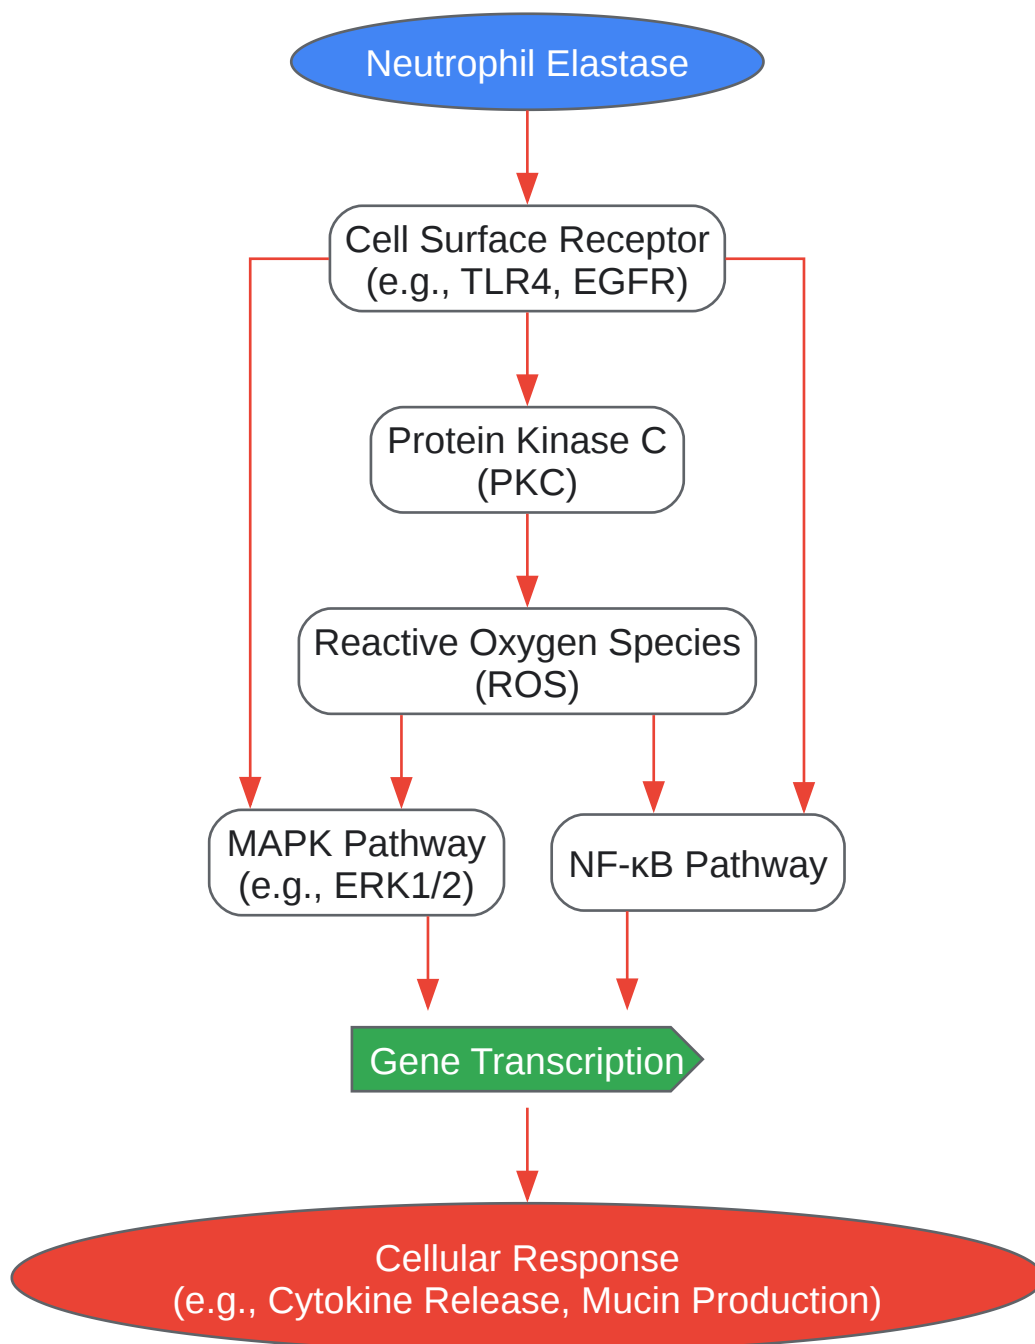 Neutrophil Elastase
Cell Surface Receptor
(e.g., TLR4, EGFR)
Protein Kinase C
(PKC)
Reactive Oxygen Species
(ROS)
MAPK Pathway
(e.g., ERK1/2)
NF-κB Pathway
Gene Transcription
Cellular Response
(e.g., Cytokine Release, Mucin Production)